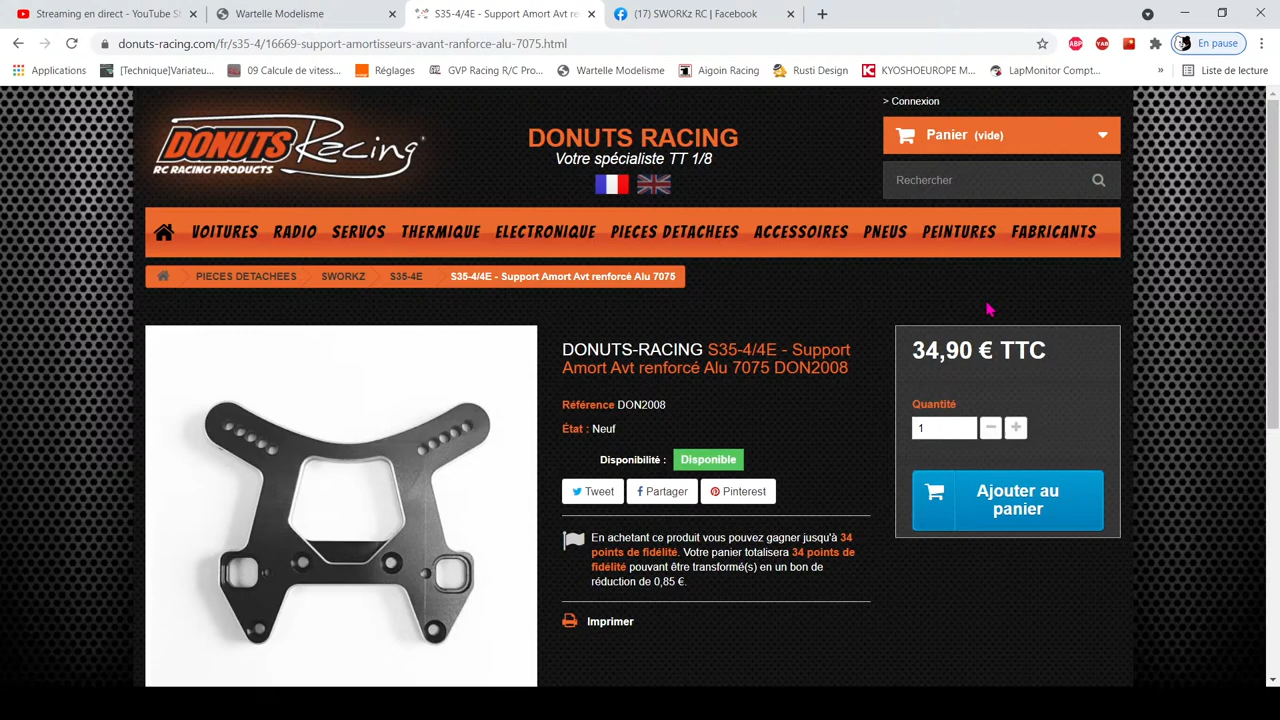 Streaming en direct - YouTube S
Wartelle Modelisme
S35-4/4E - Support Amort Avt re
(17) SWORKz RC | Facebook
donuts-racing.com/fr/s35-4/16669-support-amortisseurs-avant-ranforce-alu-7075.html
ABP
YAB
En pause
Applications
[Technique]Variateu...
09 Calcule de vitess...
Réglages
GVP Racing R/C Pro...
Wartelle Modelisme
Aigoin Racing
Rusti Design
KYOSHOEUROPE M...
LapMonitor Compt...
»
Liste de lecture
DONUTS Racing
RC RACING PRODUCTS
DONUTS RACING
Votre spécialiste TT 1/8
> Connexion
Panier (vide)
Rechercher
VOITURES RADIO SERVOS THERMIQUE ELECTRONIQUE PIECES DETACHEES ACCESSOIRES PNEUS PEINTURES FABRICANTS
PIECES DETACHEES SWORKZ S35-4E S35-4/4E - Support Amort Avt renforcé Alu 7075
DONUTS-RACING S35-4/4E - Support
Amort Avt renforcé Alu 7075 DON2008
Référence DON2008
État : Neuf
Disponibilité : Disponible
Tweet
Partager
Pinterest
En achetant ce produit vous pouvez gagner jusqu'à 34
points de fidélité. Votre panier totalisera 34 points de
fidélité pouvant être transformé(s) en un bon de
réduction de 0,85 €.
Imprimer
34,90 € TTC
Quantité
1
Ajouter au
panier